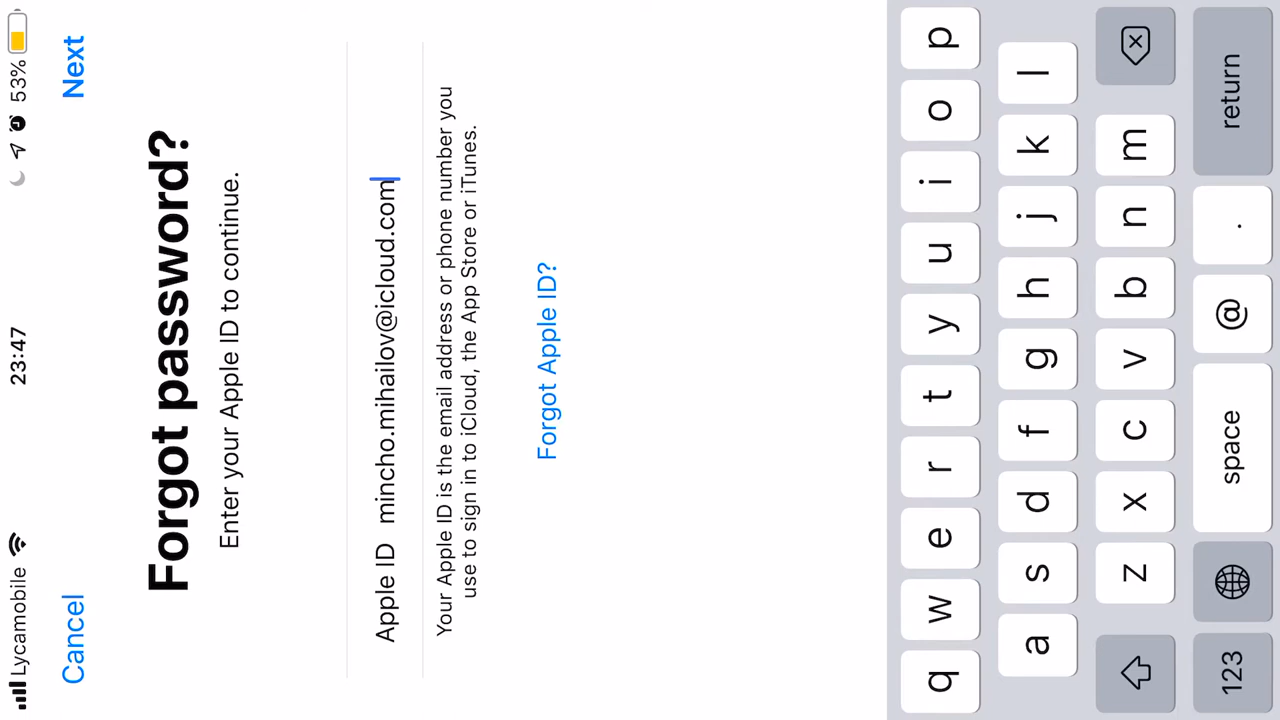 Lycamobile 23:47 53%
Cancel Next
Forgot password?
Enter your Apple ID to continue.
Apple ID mincho.mihailov@icloud.com
Your Apple ID is the email address or phone number you
use to sign in to iCloud, the App Store or iTunes.
Forgot Apple ID?
q w e r t y u i o p
a s d f g h j k l
z x c v b n m
123 space @ . return